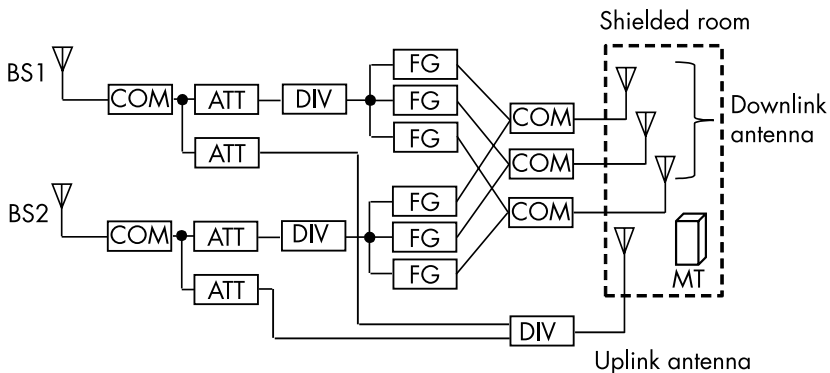 Shielded room
BS1
COM
ATT
DIV
FG
FG
FG
COM
Downlink
antenna
ATT
COM
BS2
COM
ATT
DIV
FG
FG
FG
COM
ATT
MT
DIV
Uplink antenna